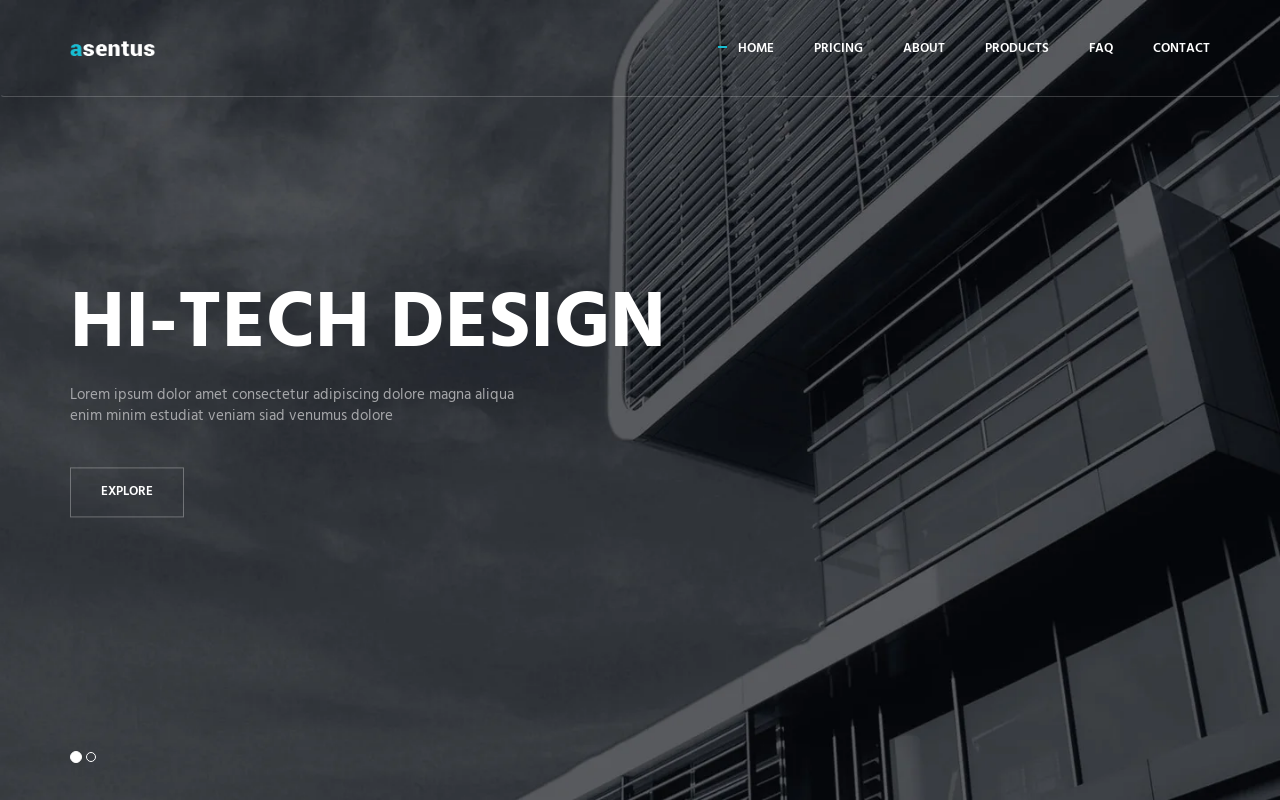 asentus
HOME PRICING ABOUT PRODUCTS FAQ CONTACT
HI-TECH DESIGN
Lorem ipsum dolor amet consectetur adipiscing dolore magna aliqua
enim minim estudiat veniam siad venumus dolore
EXPLORE